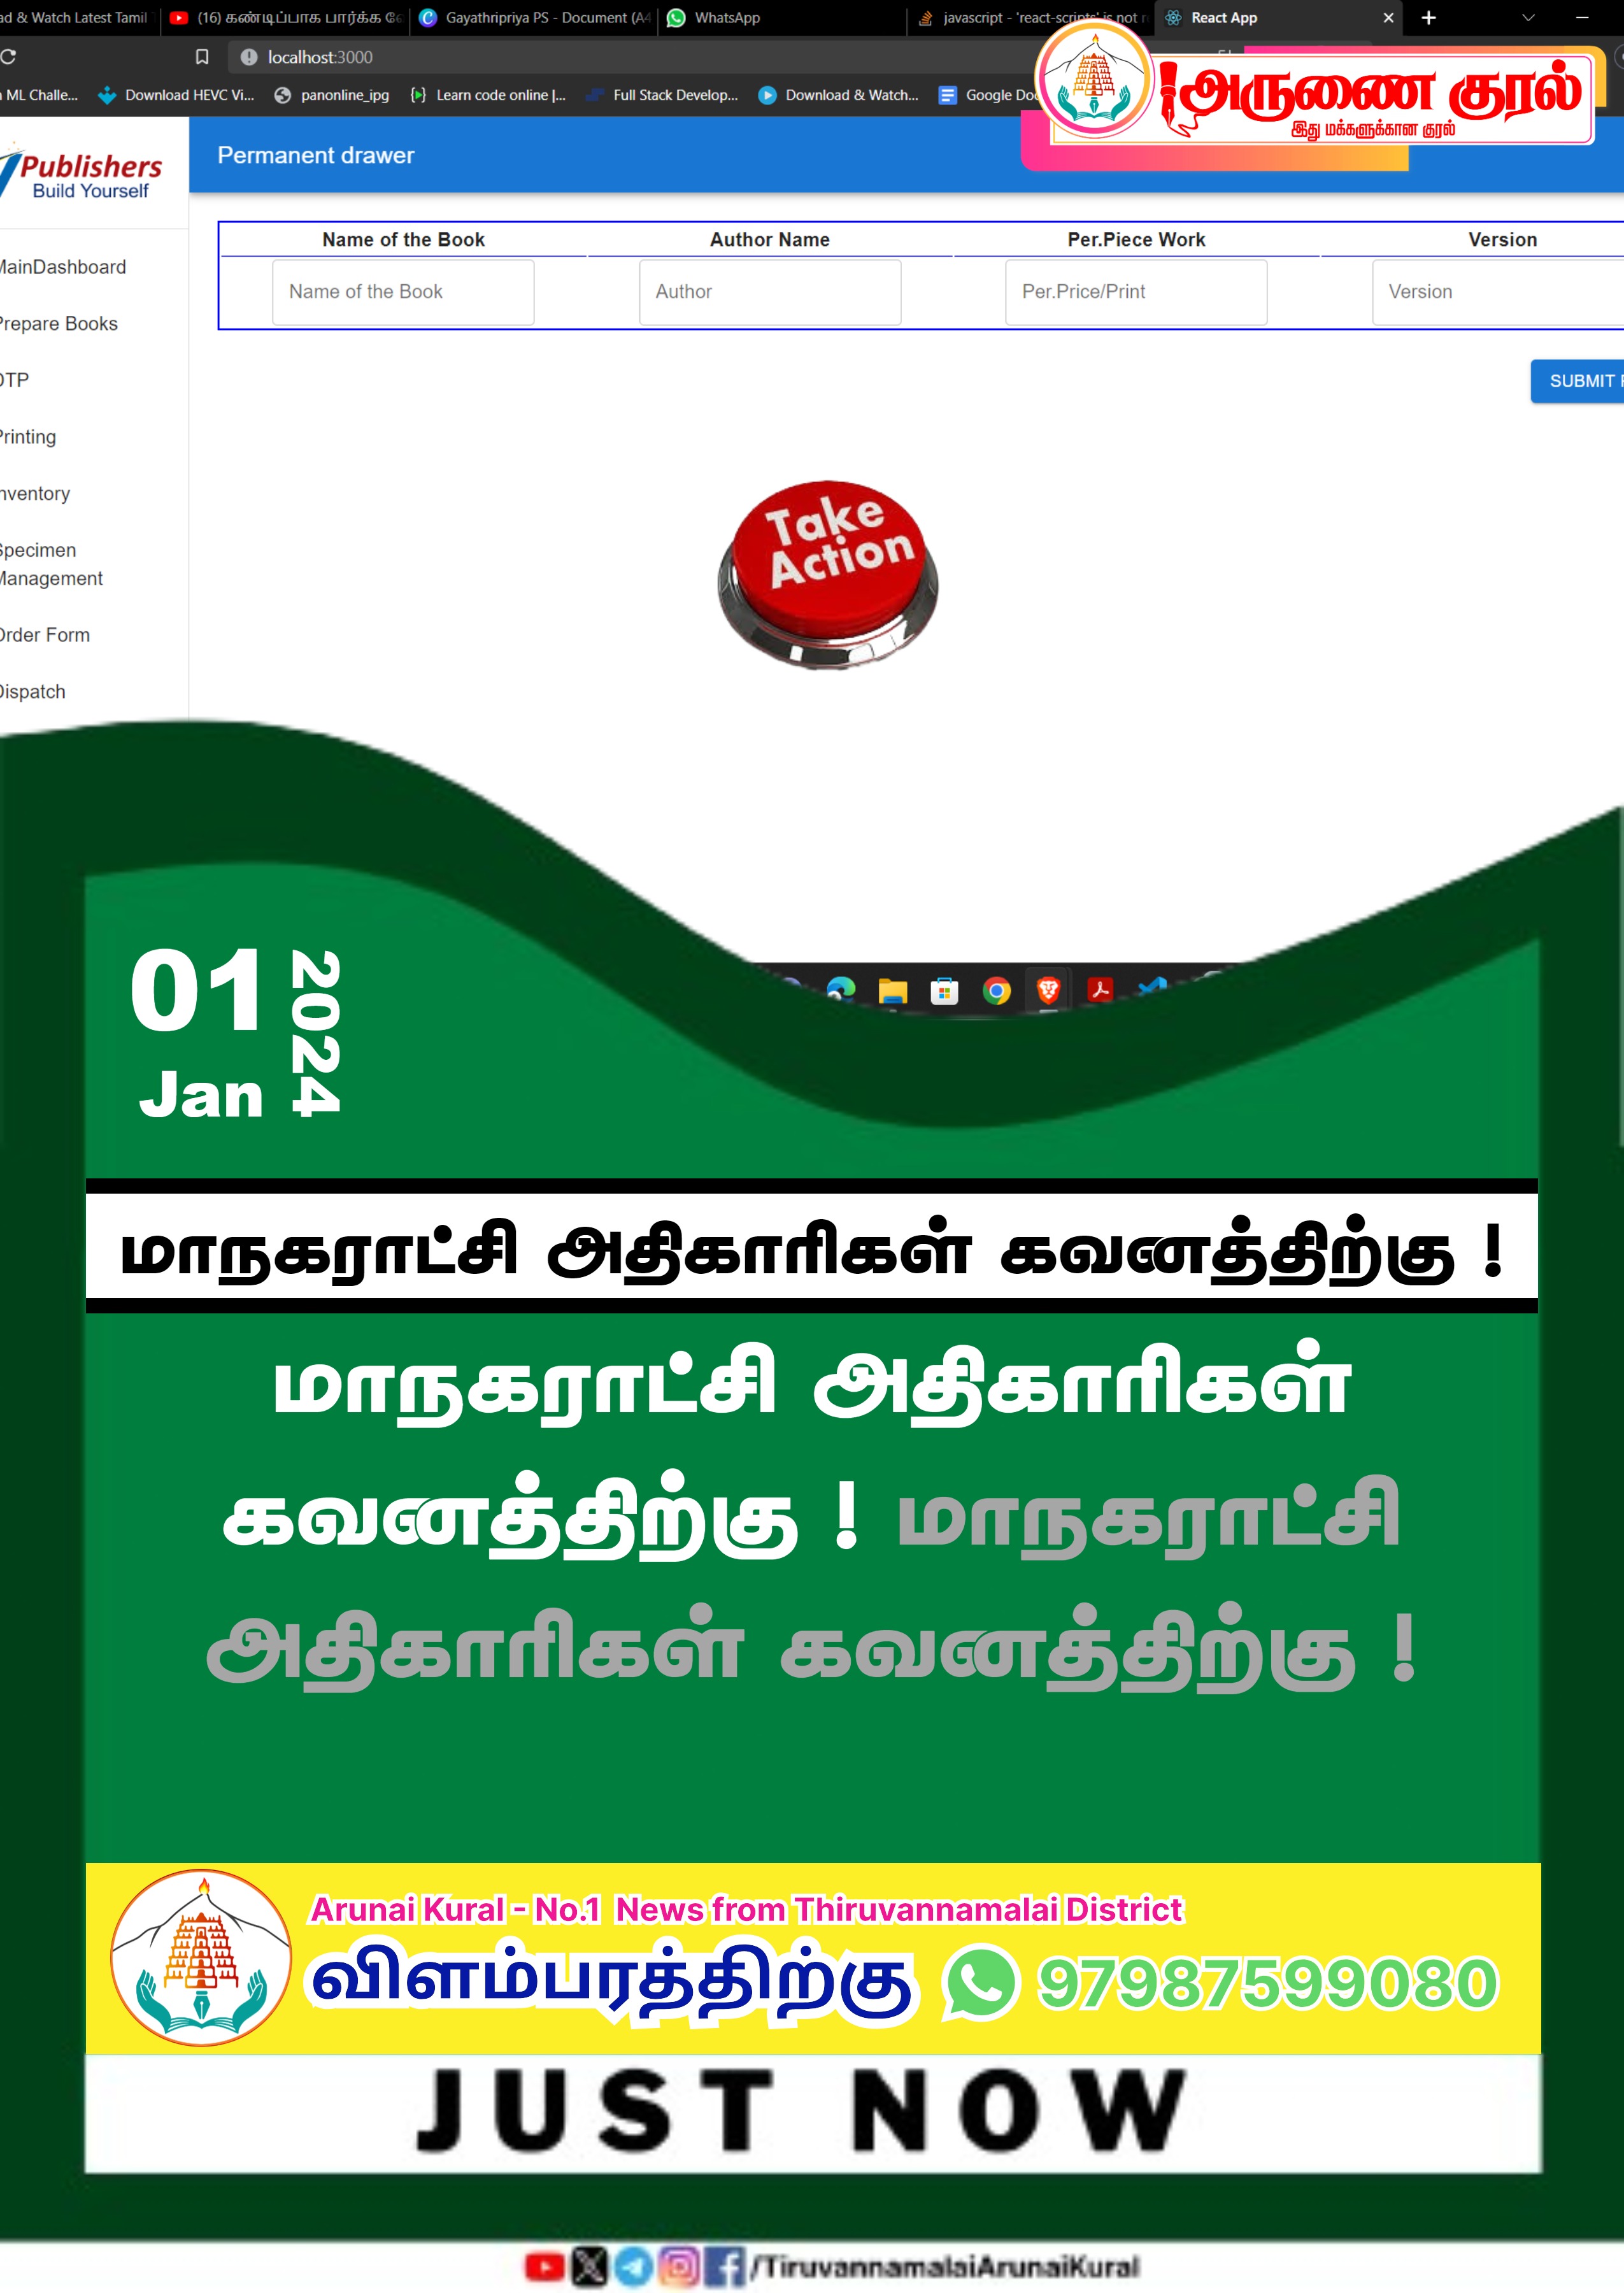 ad & Watch Latest Tamil
(16) கண்டிப்பாக பார்க்க வே
Gayathripriya PS - Document (A4
WhatsApp
javascript - 'react-scripts' is not r
React App
localhost:3000
ML Challe...
Download HEVC Vi...
panonline_ipg
Learn code online |...
Full Stack Develop...
Download & Watch...
Google Do
அருணை குரல்
இது மக்களுக்கான குரல்
Publishers
Build Yourself
Permanent drawer
Name of the Book Author Name Per.Piece Work Version
Name of the Book Author Per.Price/Print Version
MainDashboard
Prepare Books
DTP
SUBMIT
Printing
Inventory
Specimen
Management
Order Form
Dispatch
Take
Action
01
Jan
2024
மாநகராட்சி அதிகாரிகள் கவனத்திற்கு !
மாநகராட்சி அதிகாரிகள்
கவனத்திற்கு ! மாநகராட்சி
அதிகாரிகள் கவனத்திற்கு !
Arunai Kural - No.1 News from Thiruvannamalai District
விளம்பரத்திற்கு 97987599080
JUST NOW
/TiruvannamalaiArunaiKural